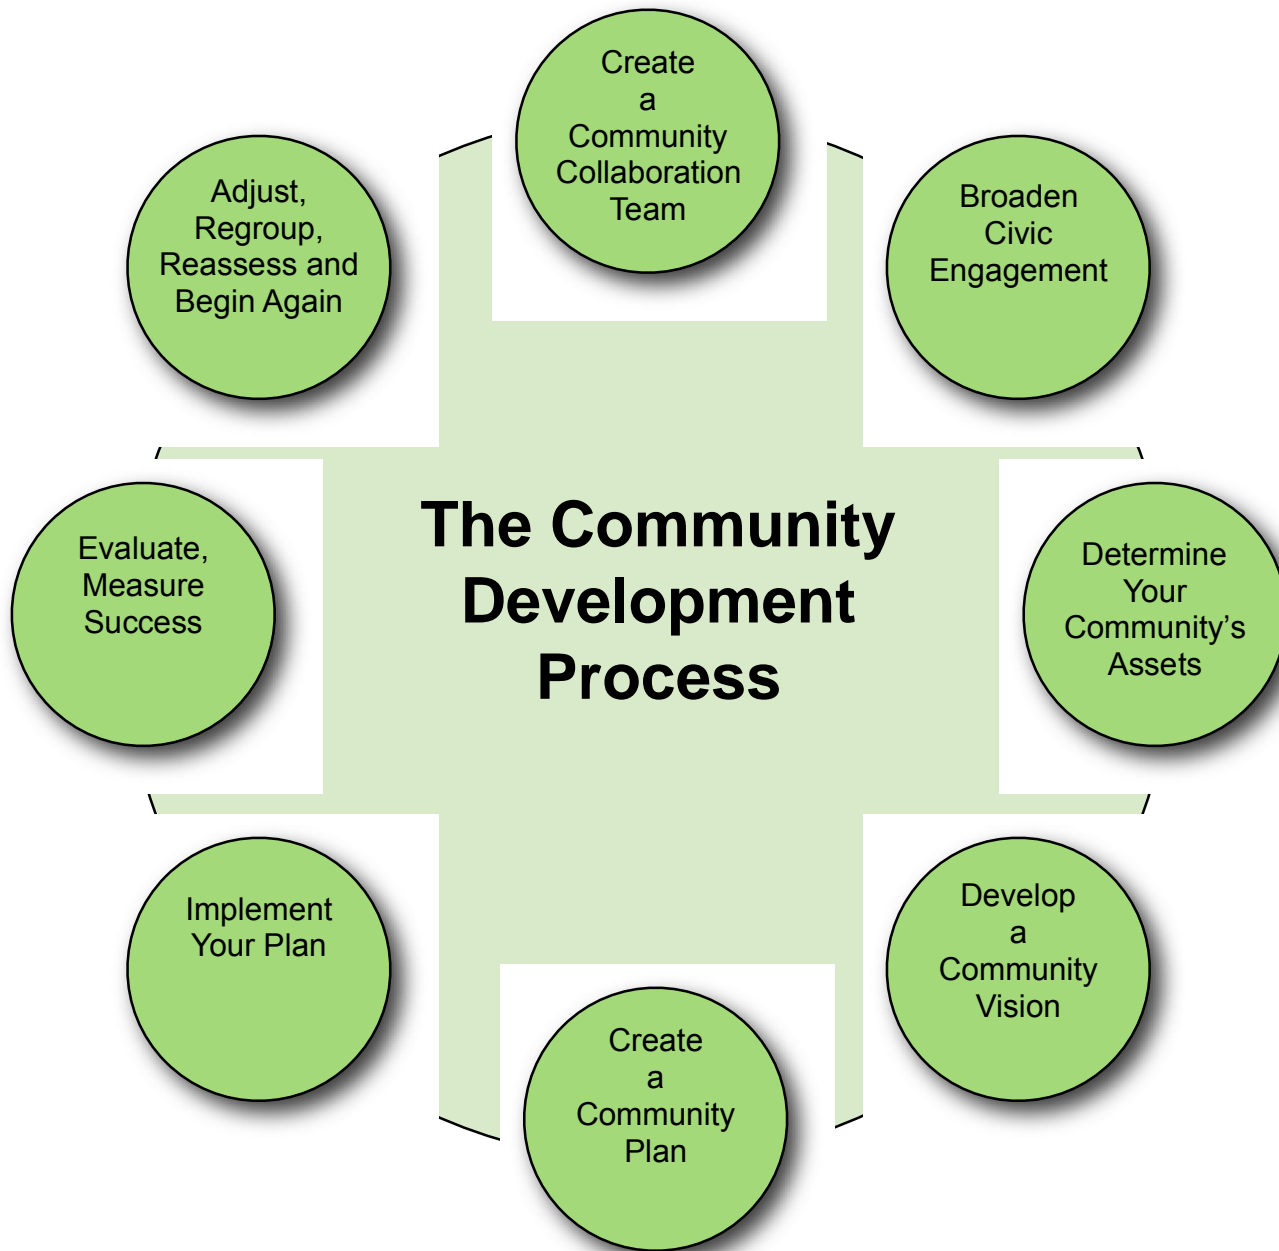 Create
a
Community
Collaboration
Team
Broaden
Civic
Engagement
Determine
Your
Community’s
Assets
Develop
a
Community
Vision
Create
a
Community
Plan
Implement
Your Plan
Evaluate,
Measure
Success
Adjust,
Regroup,
Reassess and
Begin Again
The Community
Development
Process